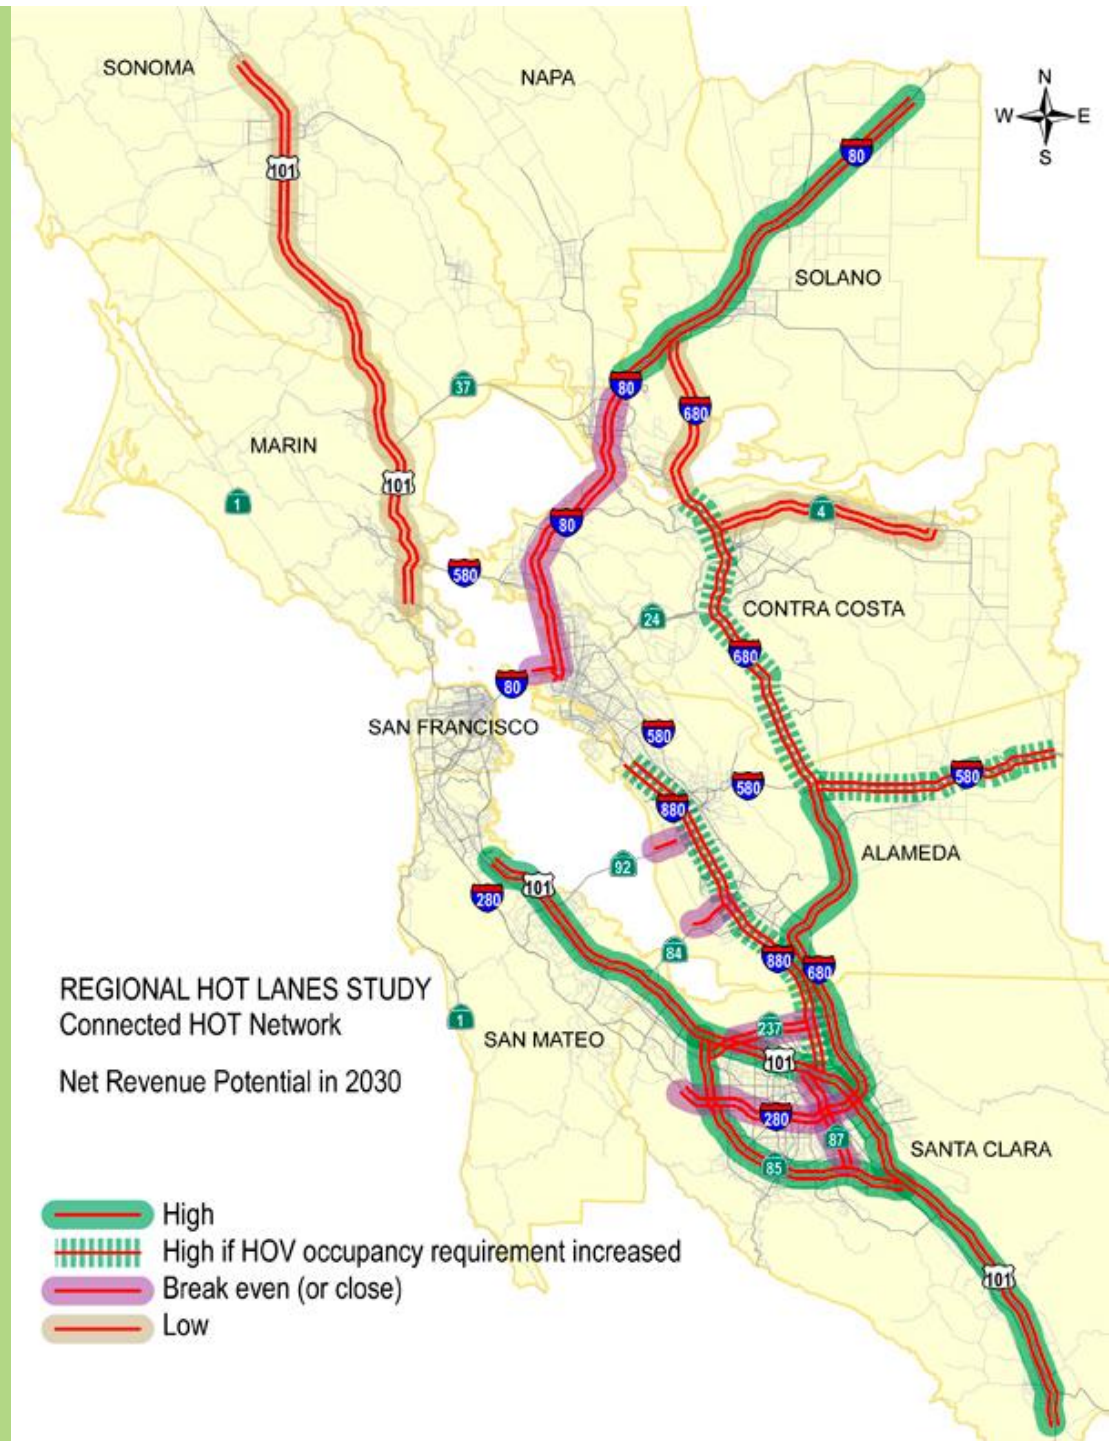 SONOMA
NAPA
N
W E
S
80
101
SOLANO
80
37
680
MARIN
101
1
4
80
580
CONTRA COSTA
24
680
80
SAN FRANCISCO
580
580
580
880
ALAMEDA
92
101
280
84
880
680
REGIONAL HOT LANES STUDY
Connected HOT Network
1
237
SAN MATEO
101
Net Revenue Potential in 2030
280
87
SANTA CLARA
85
High
High if HOV occupancy requirement increased
101
Break even (or close)
Low